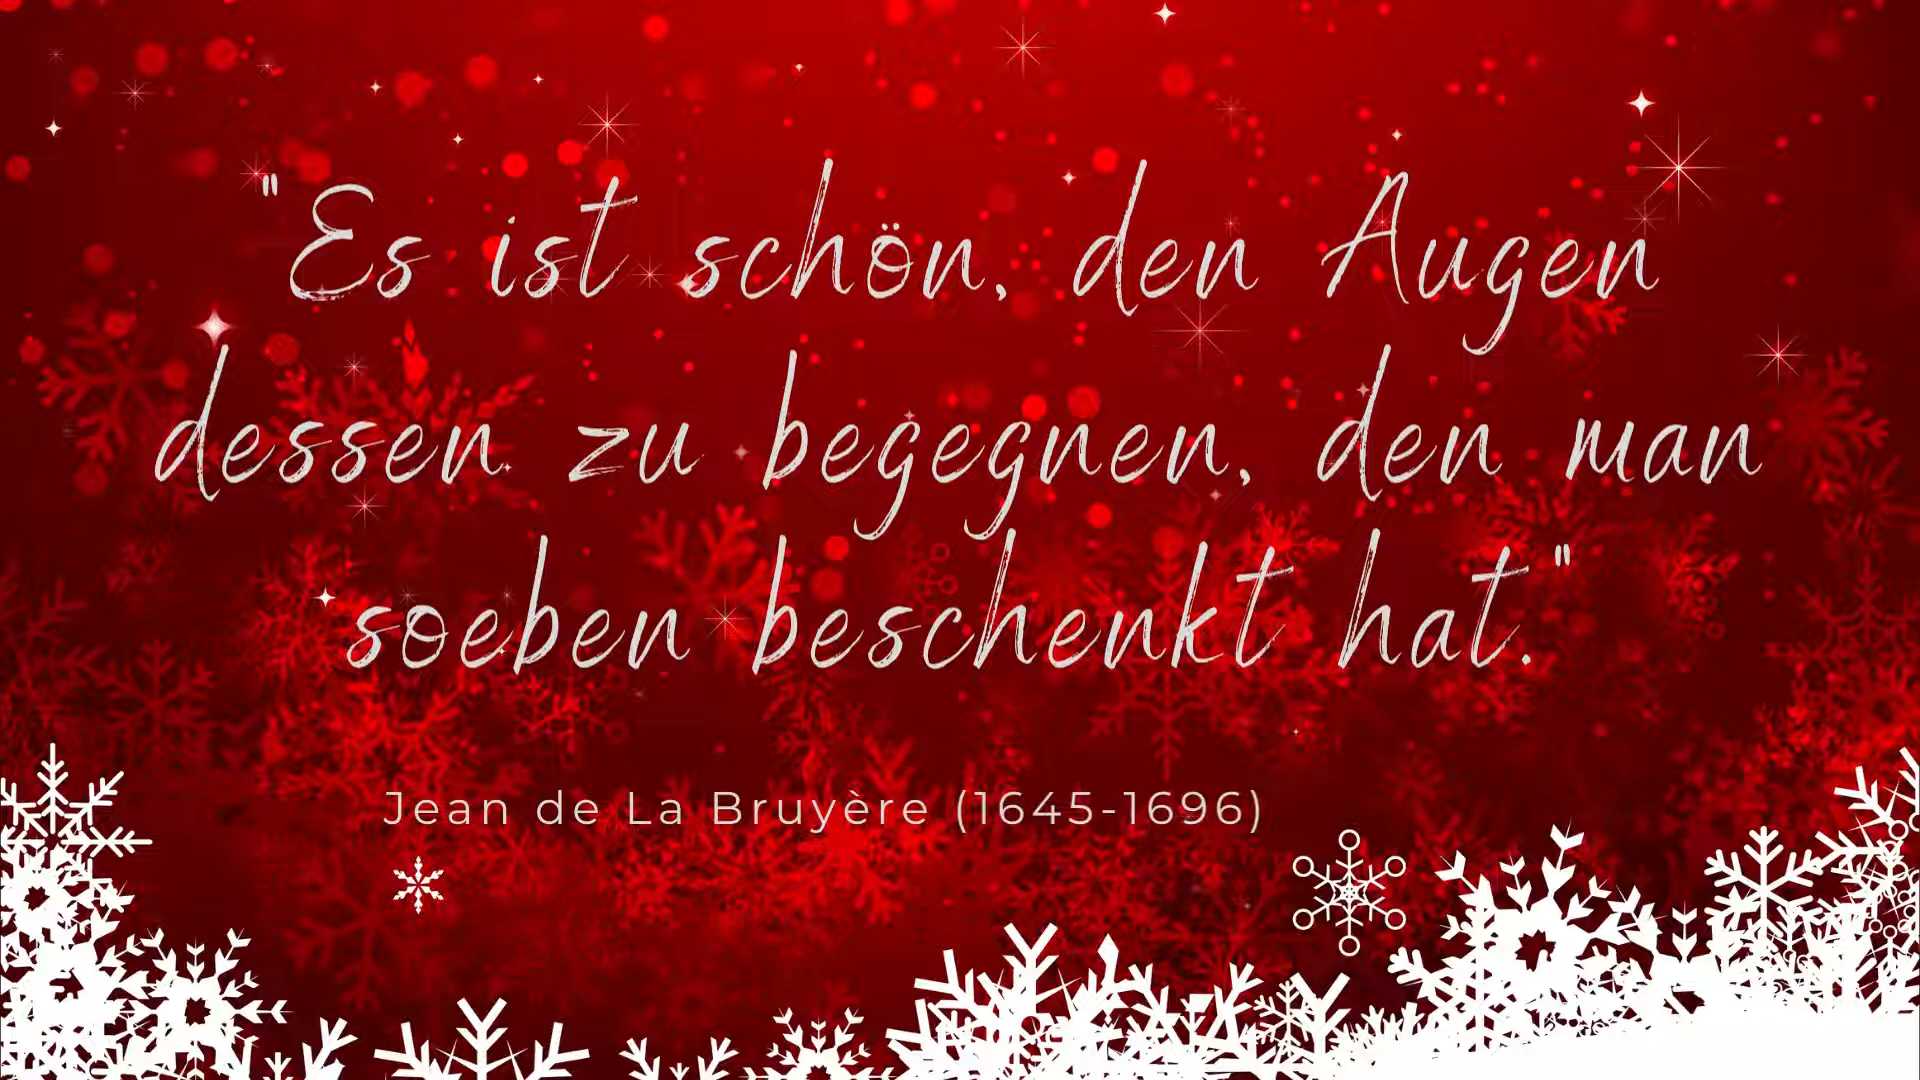 "Es ist schön, den Augen
dessen zu begegnen, den man
soeben beschenkt hat."
Jean de La Bruyère (1645-1696)